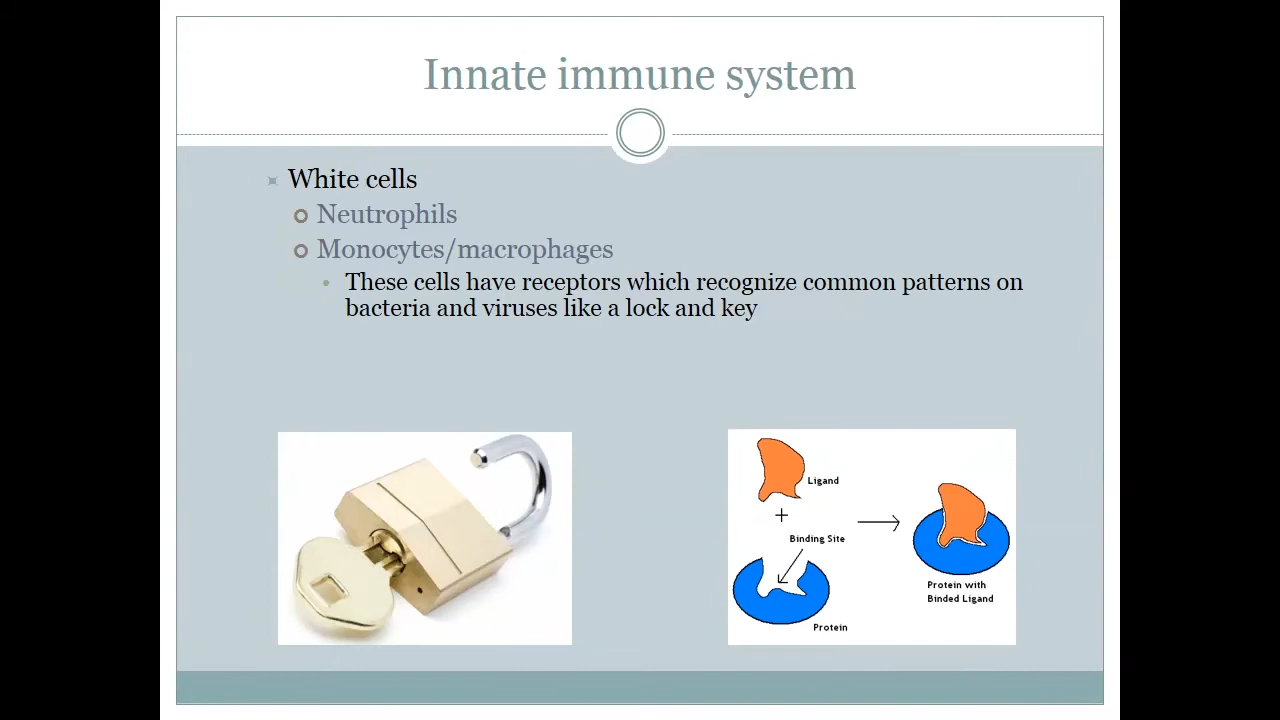 Innate immune system
White cells
Neutrophils
Monocytes/macrophages
These cells have receptors which recognize common patterns on
bacteria and viruses like a lock and key
Ligand
+
Binding Site
Protein
Protein with
Binded Ligand